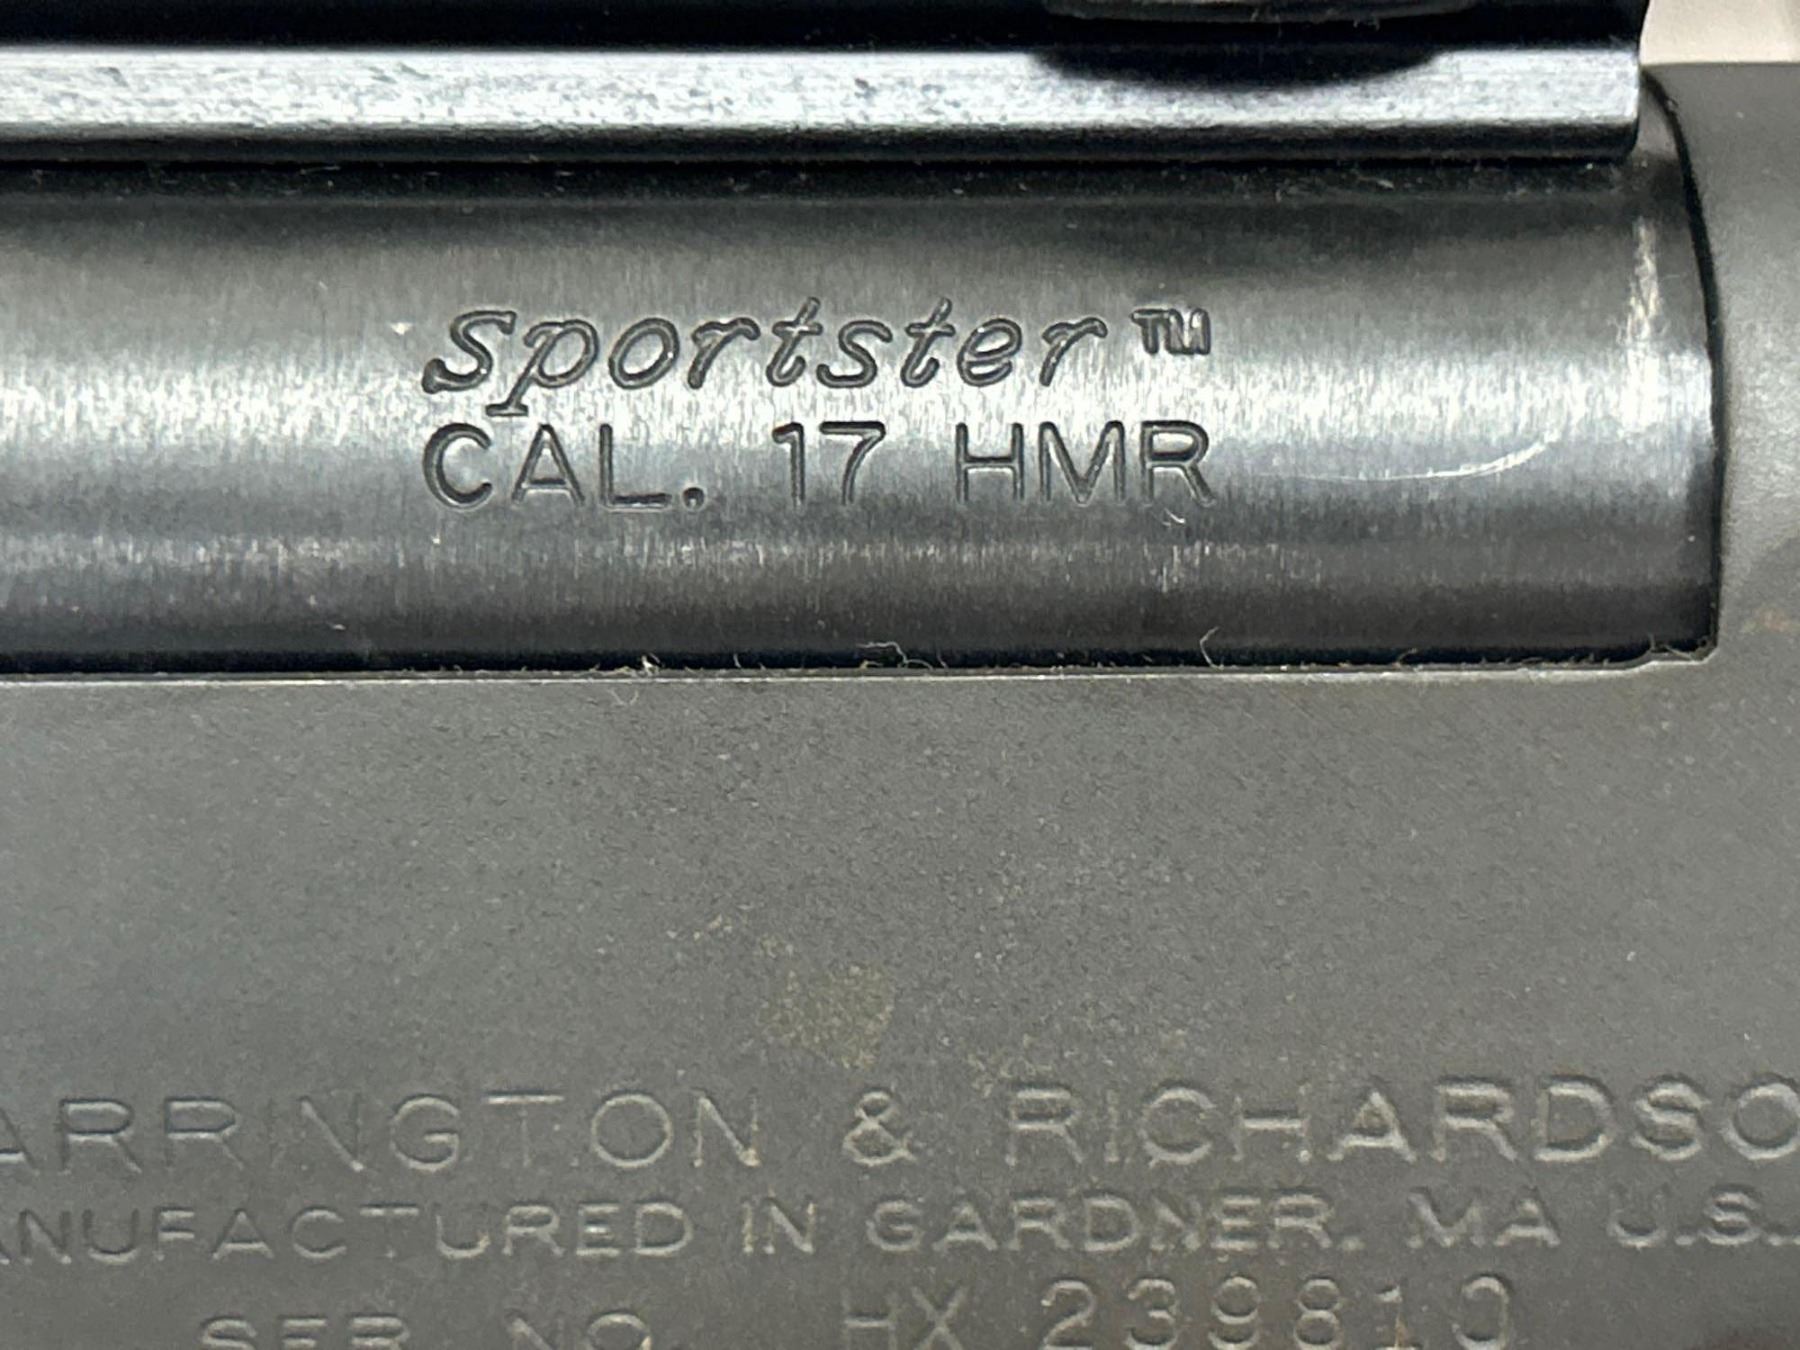 Sportster™
CAL. 17 HMR
ARRINGTON & RICHARDSO
ANUFACTURED IN GARDNER, MA U.S.
SER. NO. HX 239810